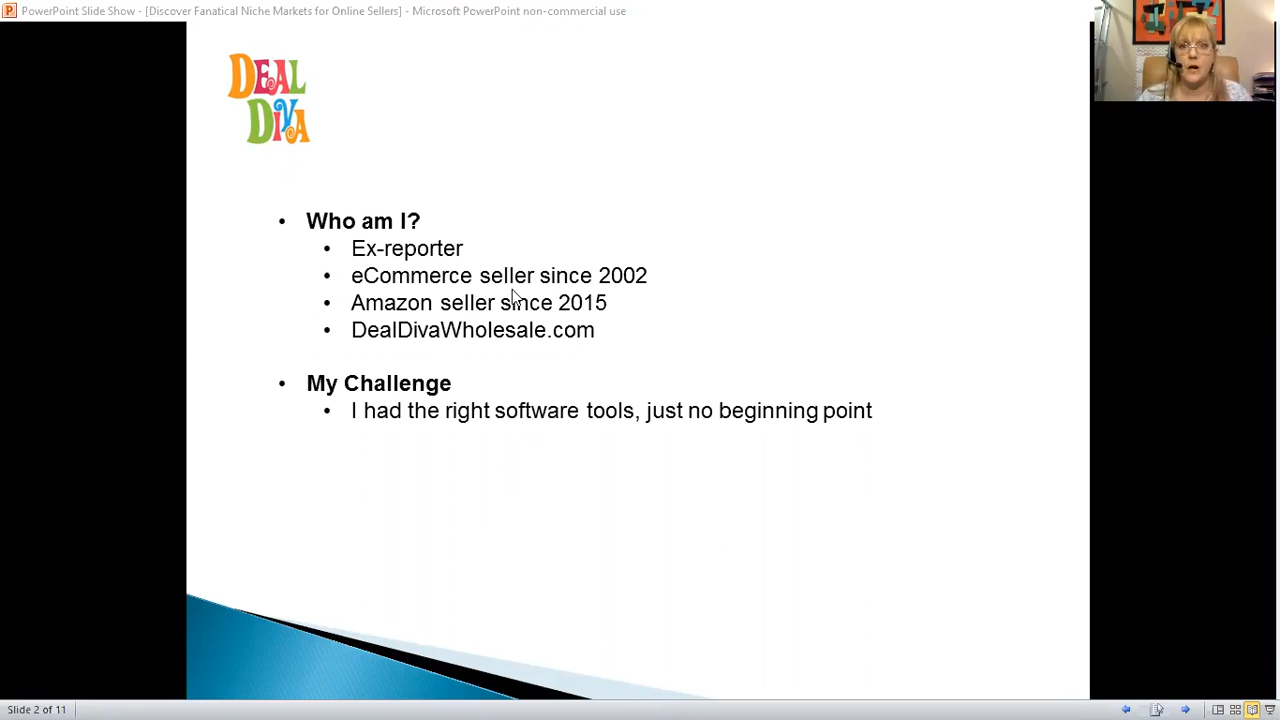 PowerPoint Slide Show - [Discover Fanatical Niche Markets for Online Sellers] - Microsoft PowerPoint non-commercial use
DEAL
DIVA
• Who am I?
• Ex-reporter
• eCommerce seller since 2002
• Amazon seller since 2015
• DealDivaWholesale.com
• My Challenge
• I had the right software tools, just no beginning point
Slide 2 of 11